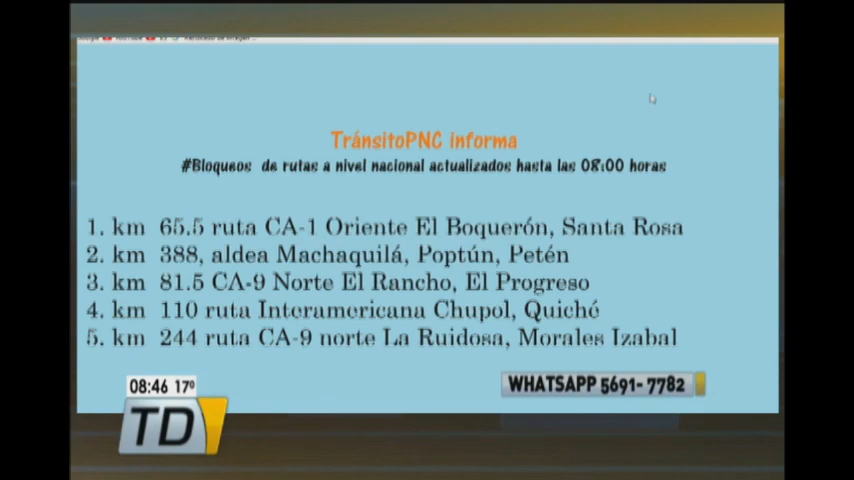 TránsitoPNC informa
#Bloqueos de rutas a nivel nacional actualizados hasta las 08:00 horas
1. km 65.5 ruta CA-1 Oriente El Boquerón, Santa Rosa
2. km 388, aldea Machaquilá, Poptún, Petén
3. km 81.5 CA-9 Norte El Rancho, El Progreso
4. km 110 ruta Interamericana Chupol, Quiché
5. km 244 ruta CA-9 norte La Ruidosa, Morales Izabal
08:46 17º
WHATSAPP 5691-7782
TD